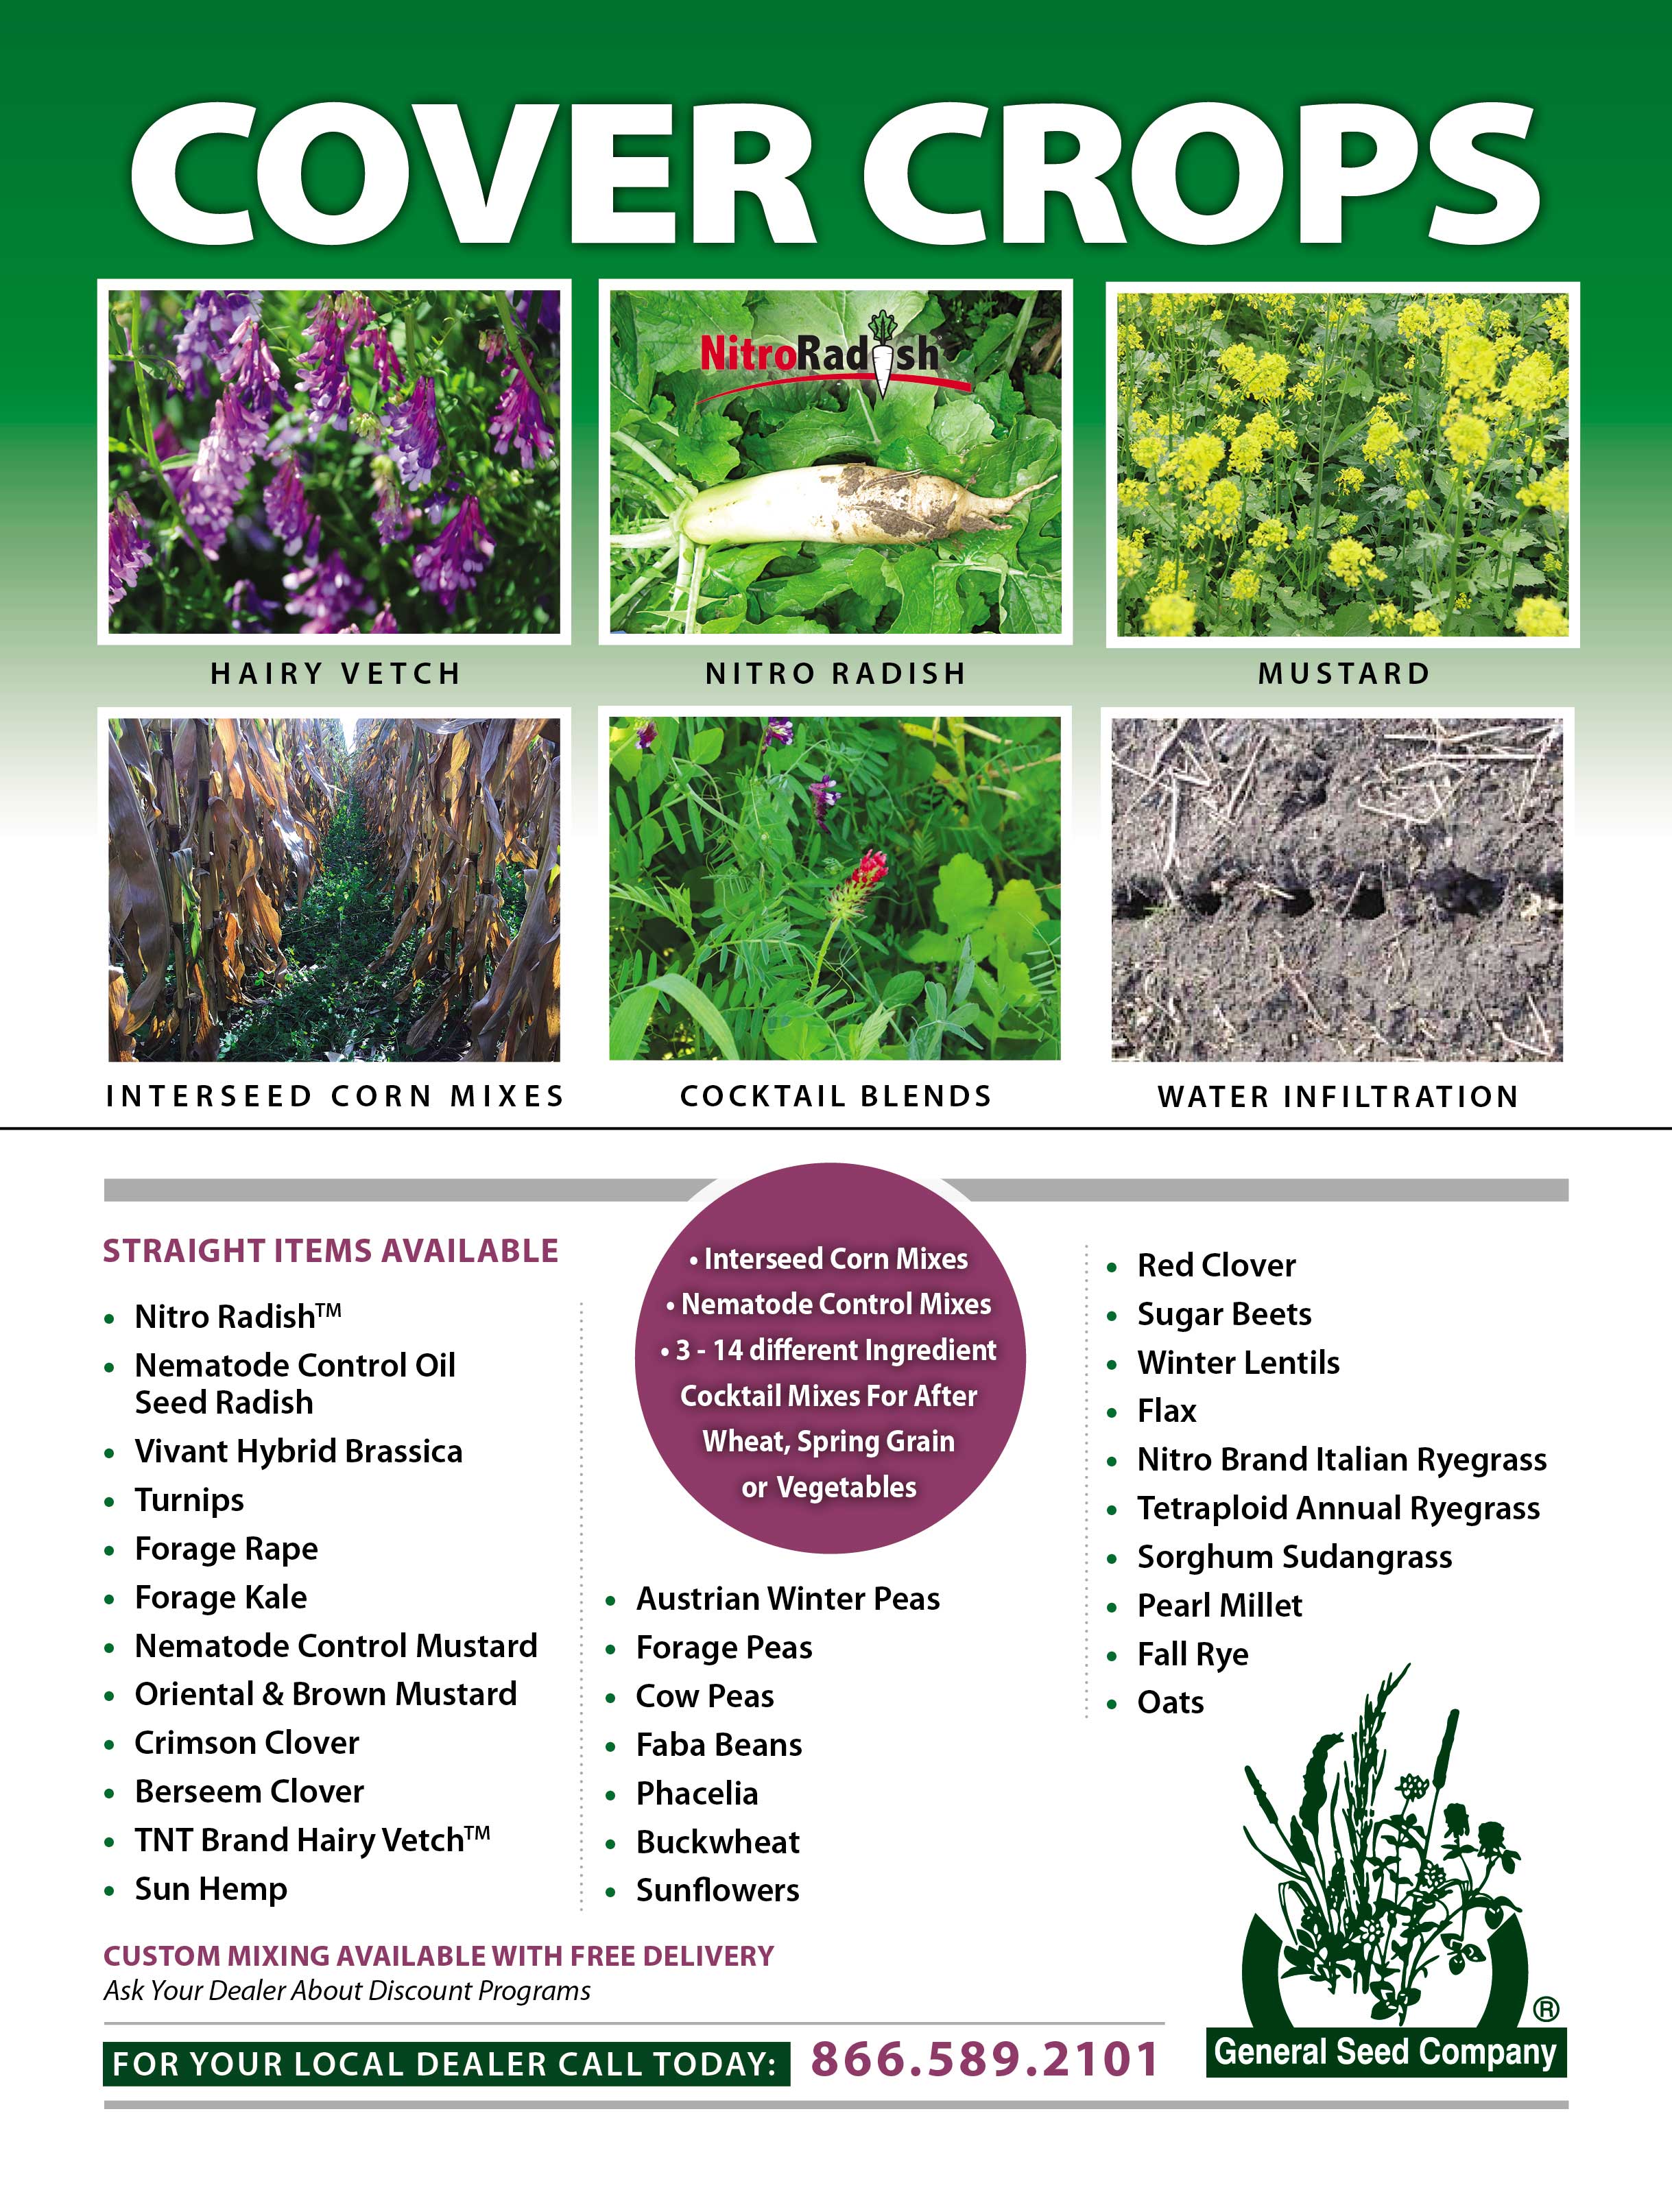 COVER CROPS
NitroRadish
HAIRY VETCH
NITRO RADISH
MUSTARD
INTERSEED CORN MIXES
COCKTAIL BLENDS
WATER INFILTRATION
STRAIGHT ITEMS AVAILABLE
• Nitro Radish™
• Nematode Control Oil
Seed Radish
• Vivant Hybrid Brassica
• Turnips
• Forage Rape
• Forage Kale
• Nematode Control Mustard
• Oriental & Brown Mustard
• Crimson Clover
• Berseem Clover
• TNT Brand Hairy Vetch™
• Sun Hemp
• Interseed Corn Mixes
• Nematode Control Mixes
• 3 - 14 different Ingredient
Cocktail Mixes For After
Wheat, Spring Grain
or Vegetables
• Austrian Winter Peas
• Forage Peas
• Cow Peas
• Faba Beans
• Phacelia
• Buckwheat
• Sunflowers
• Red Clover
• Sugar Beets
• Winter Lentils
• Flax
• Nitro Brand Italian Ryegrass
• Tetraploid Annual Ryegrass
• Sorghum Sudangrass
• Pearl Millet
• Fall Rye
• Oats
CUSTOM MIXING AVAILABLE WITH FREE DELIVERY
Ask Your Dealer About Discount Programs
FOR YOUR LOCAL DEALER CALL TODAY: 866.589.2101
®
General Seed Company